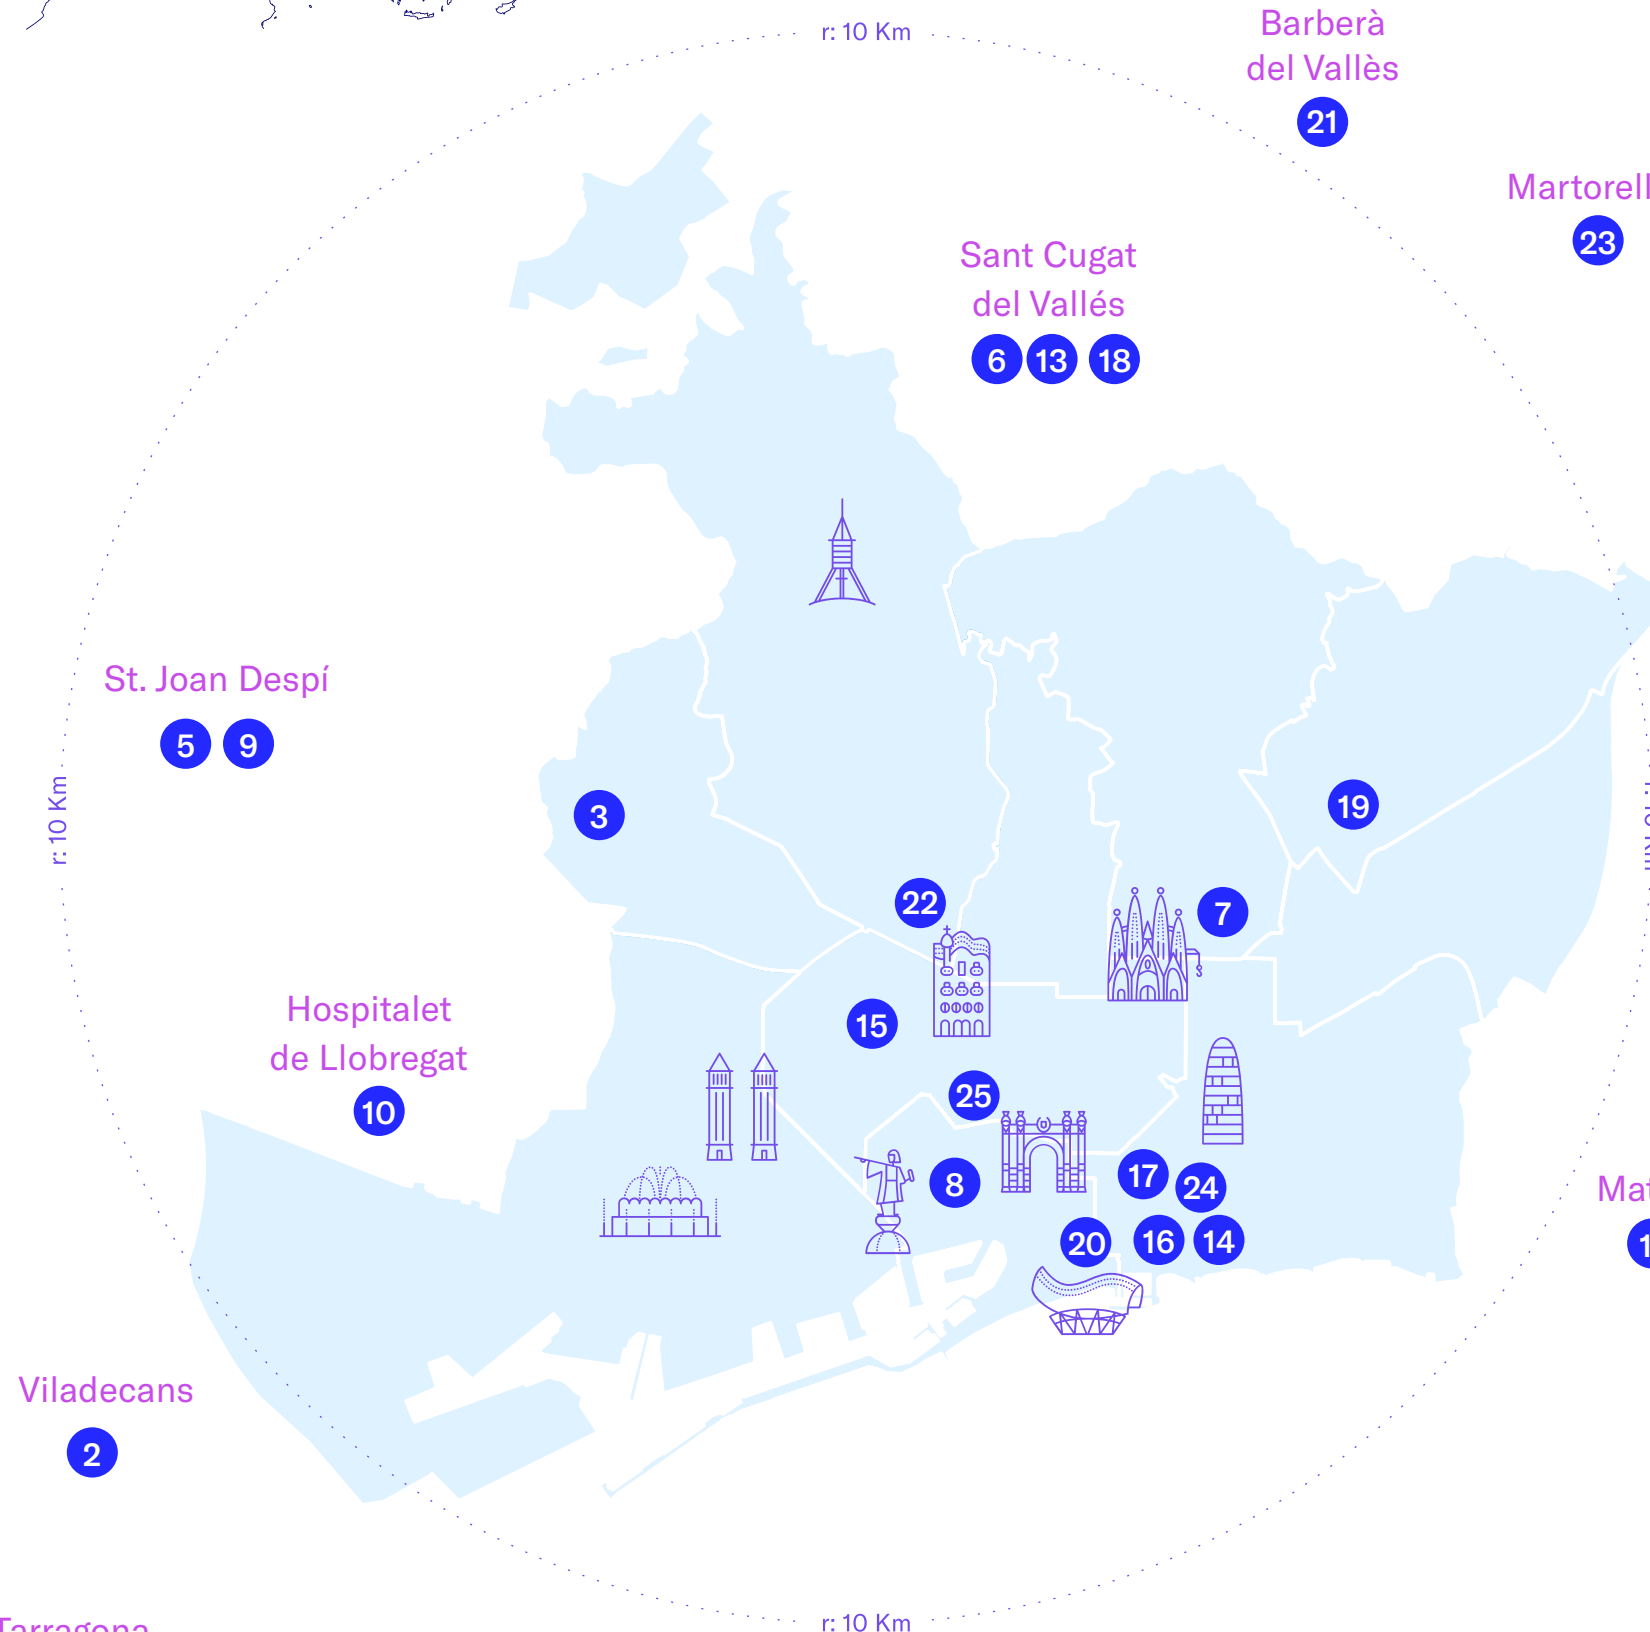 r: 10 Km
Barberà
del Vallès
21
Martorell
23
Sant Cugat
del Vallés
6 13 18
St. Joan Despí
5 9
r: 10 Km
3
19
22
7
15
Hospitalet
de Llobregat
10
25
8
17
24
20
16
14
Viladecans
2
r: 10 Km
Tarragona